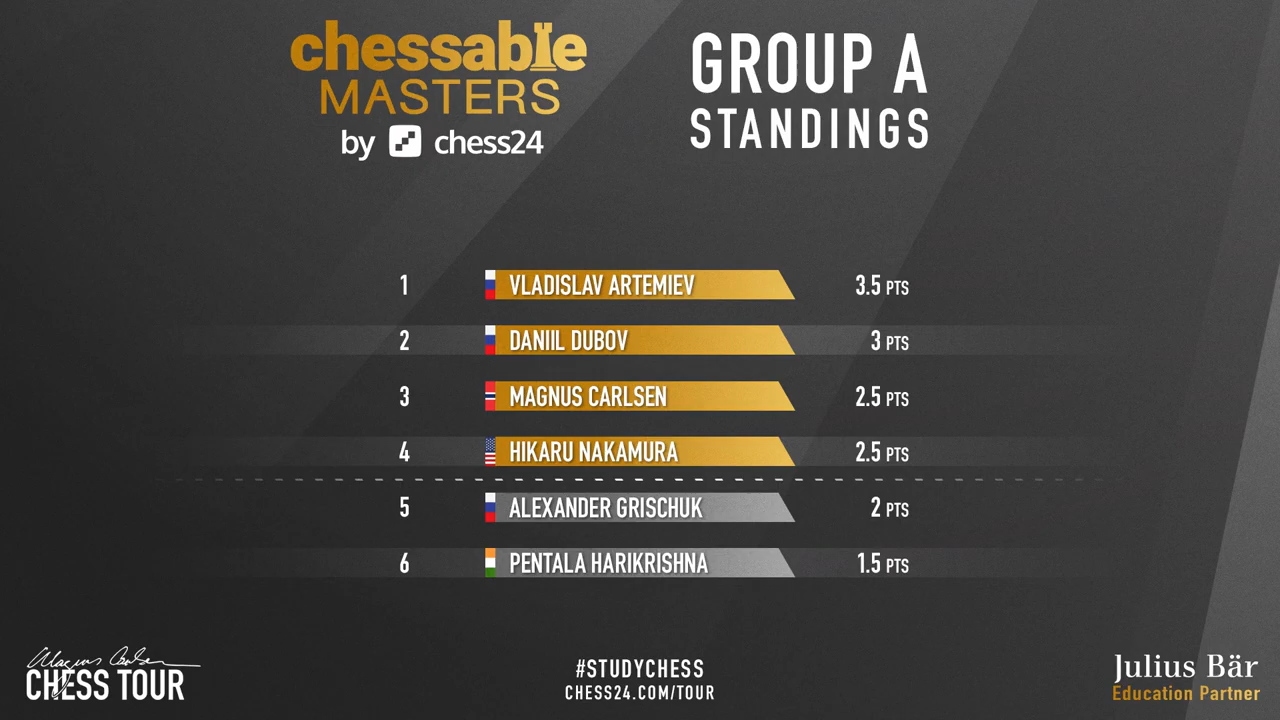 chessable
MASTERS
by chess24
GROUP A
STANDINGS
1 VLADISLAV ARTEMIEV 3.5 PTS
2 DANIIL DUBOV 3 PTS
3 MAGNUS CARLSEN 2.5 PTS
4 HIKARU NAKAMURA 2.5 PTS
5 ALEXANDER GRISCHUK 2 PTS
6 PENTALA HARIKRISHNA 1.5 PTS
Magnus Carlsen
CHESS TOUR
#STUDYCHESS
CHESS24.COM/TOUR
Julius Bär
Education Partner